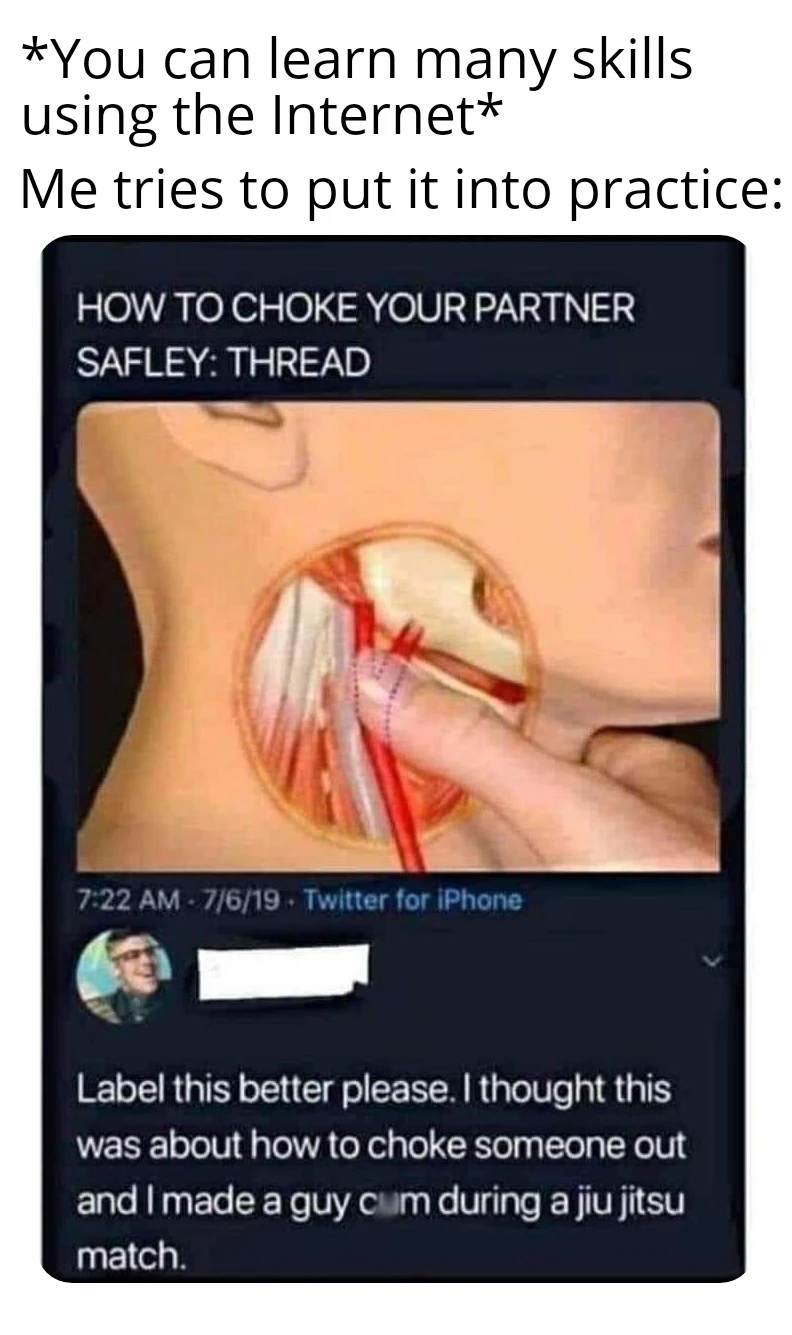 *You can learn many skills
using the Internet*
Me tries to put it into practice:
HOW TO CHOKE YOUR PARTNER
SAFLEY: THREAD
7:22 AM · 7/6/19 · Twitter for iPhone
Label this better please. I thought this
was about how to choke someone out
and I made a guy cum during a jiu jitsu
match.